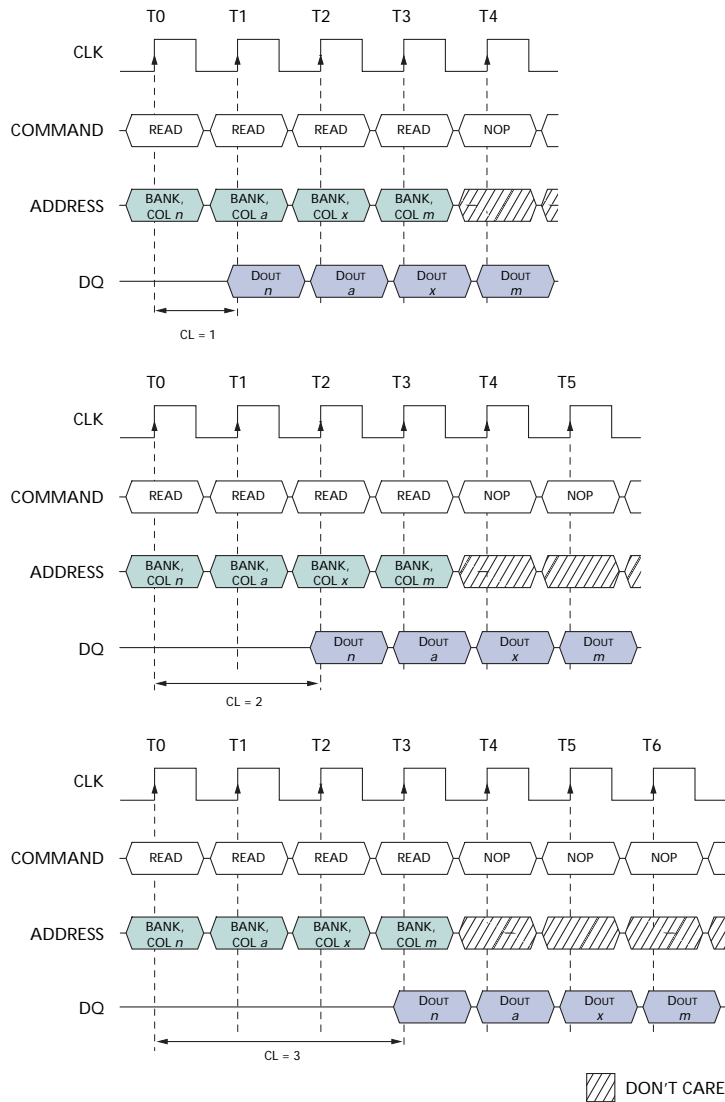 T0 T1 T2 T3 T4
CLK
COMMAND READ READ READ READ NOP
ADDRESS BANK, COL n BANK, COL a BANK, COL x BANK, COL m
DQ DOUT n DOUT a DOUT x DOUT m
CL = 1
T0 T1 T2 T3 T4 T5
CLK
COMMAND READ READ READ READ NOP NOP
ADDRESS BANK, COL n BANK, COL a BANK, COL x BANK, COL m
DQ DOUT n DOUT a DOUT x DOUT m
CL = 2
T0 T1 T2 T3 T4 T5 T6
CLK
COMMAND READ READ READ READ NOP NOP NOP
ADDRESS BANK, COL n BANK, COL a BANK, COL x BANK, COL m
DQ DOUT n DOUT a DOUT x DOUT m
CL = 3
DON'T CARE